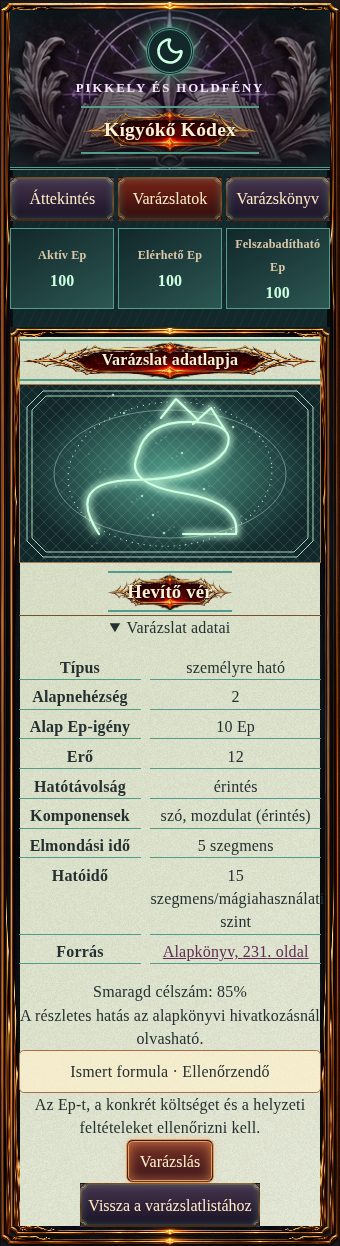 PIKKELY ÉS HOLDFÉNY
Kígyókő Kódex
Áttekintés Varázslatok Varázskönyv
Aktív Ep
100
Elérhető Ep
100
Felszabadítható
Ep
100
Varázslat adatlapja
Hevítő vér
▼ Varázslat adatai
Típus személyre ható
Alapnehézség 2
Alap Ep-igény 10 Ep
Erő 12
Hatótávolság érintés
Komponensek szó, mozdulat (érintés)
Elmondási idő 5 szegmens
Hatóidő 15
szegmens/mágiahasználati
szint
Forrás Alapkönyv, 231. oldal
Smaragd célszám: 85%
A részletes hatás az alapkönyvi hivatkozásnál
olvasható.
Ismert formula · Ellenőrzendő
Az Ep-t, a konkrét költséget és a helyzeti
feltételeket ellenőrizni kell.
Varázslás
Vissza a varázslatlistához